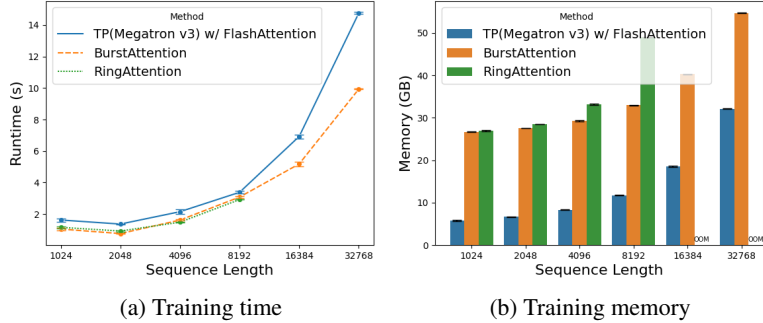 Method
TP(Megatron v3) w/ FlashAttention
BurstAttention
RingAttention
Runtime (s)
14
12
10
8
6
4
2
1024 2048 4096 8192 16384 32768
Sequence Length
(a) Training time
Method
TP(Megatron v3) w/ FlashAttention
BurstAttention
RingAttention
Memory (GB)
50
40
30
20
10
0
OOM OOM
1024 2048 4096 8192 16384 32768
Sequence Length
(b) Training memory